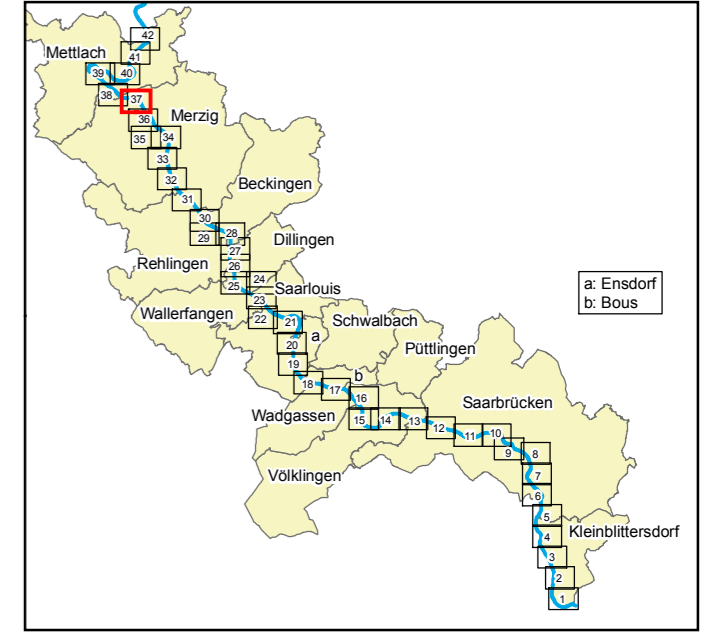 42
Mettlach
41
39
40
38
37
Merzig
36
35
34
33
32
Beckingen
31
30
28
29
Dillingen
27
Rehlingen
26
24
25
Saarlouis
23
a: Ensdorf
b: Bous
Wallerfangen
22
21
Schwalbach
a
20
Püttlingen
19
b
18
17
16
Saarbrücken
Wadgassen
15
14
13
12
11
10
9
8
Völklingen
7
6
5
Kleinblittersdorf
4
3
2
1